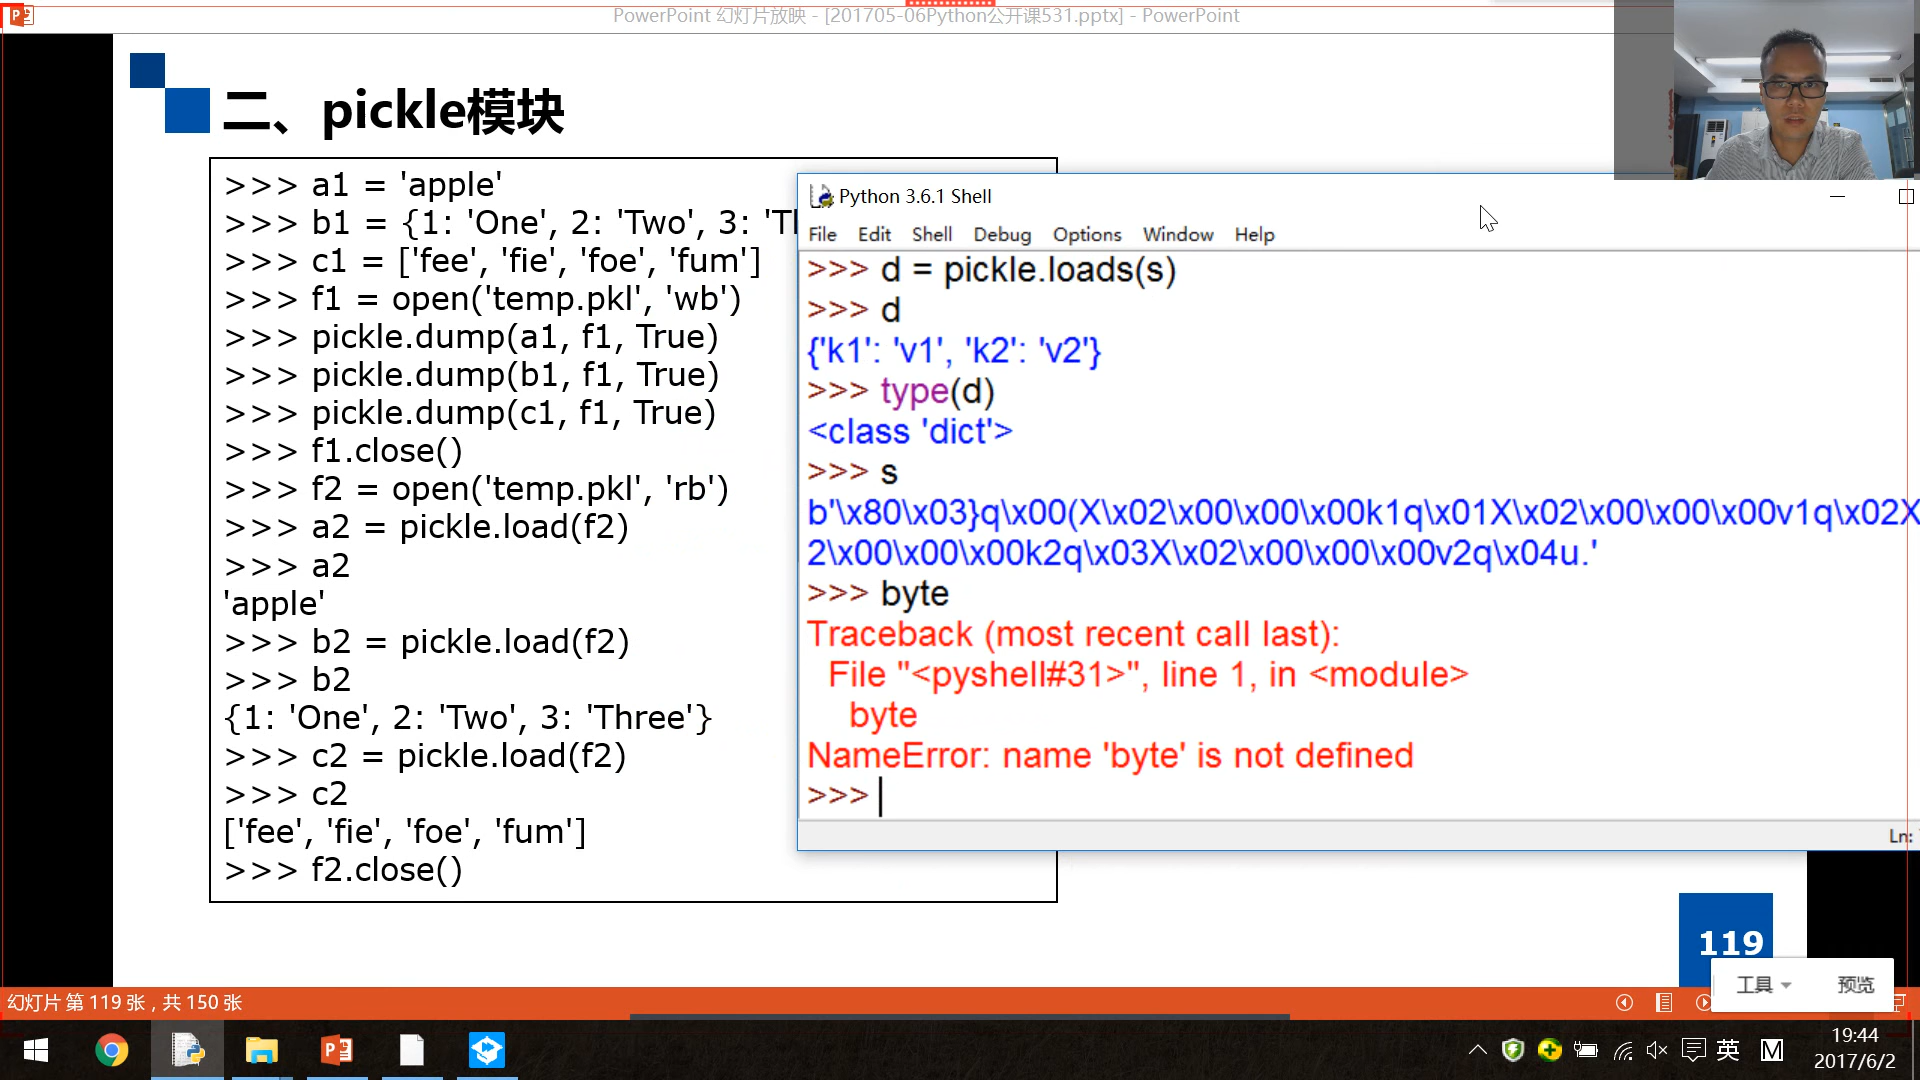 PowerPoint 幻灯片放映 - [201705-06Python公开课531.pptx] - PowerPoint
二、pickle模块
>>> a1 = 'apple'
>>> b1 = {1: 'One', 2: 'Two', 3: 'Th
>>> c1 = ['fee', 'fie', 'foe', 'fum']
>>> f1 = open('temp.pkl', 'wb')
>>> pickle.dump(a1, f1, True)
>>> pickle.dump(b1, f1, True)
>>> pickle.dump(c1, f1, True)
>>> f1.close()
>>> f2 = open('temp.pkl', 'rb')
>>> a2 = pickle.load(f2)
>>> a2
'apple'
>>> b2 = pickle.load(f2)
>>> b2
{1: 'One', 2: 'Two', 3: 'Three'}
>>> c2 = pickle.load(f2)
>>> c2
['fee', 'fie', 'foe', 'fum']
>>> f2.close()
Python 3.6.1 Shell
File Edit Shell Debug Options Window Help
>>> d = pickle.loads(s)
>>> d
{'k1': 'v1', 'k2': 'v2'}
>>> type(d)
<class 'dict'>
>>> s
b'\x80\x03}q\x00(X\x02\x00\x00\x00k1q\x01X\x02\x00\x00\x00v1q\x02X
2\x00\x00\x00k2q\x03X\x02\x00\x00\x00v2q\x04u.'
>>> byte
Traceback (most recent call last):
File "<pyshell#31>", line 1, in <module>
byte
NameError: name 'byte' is not defined
>>>
Ln:
119
工具 预览
幻灯片 第 119 张，共 150 张
英 M
19:44
2017/6/2